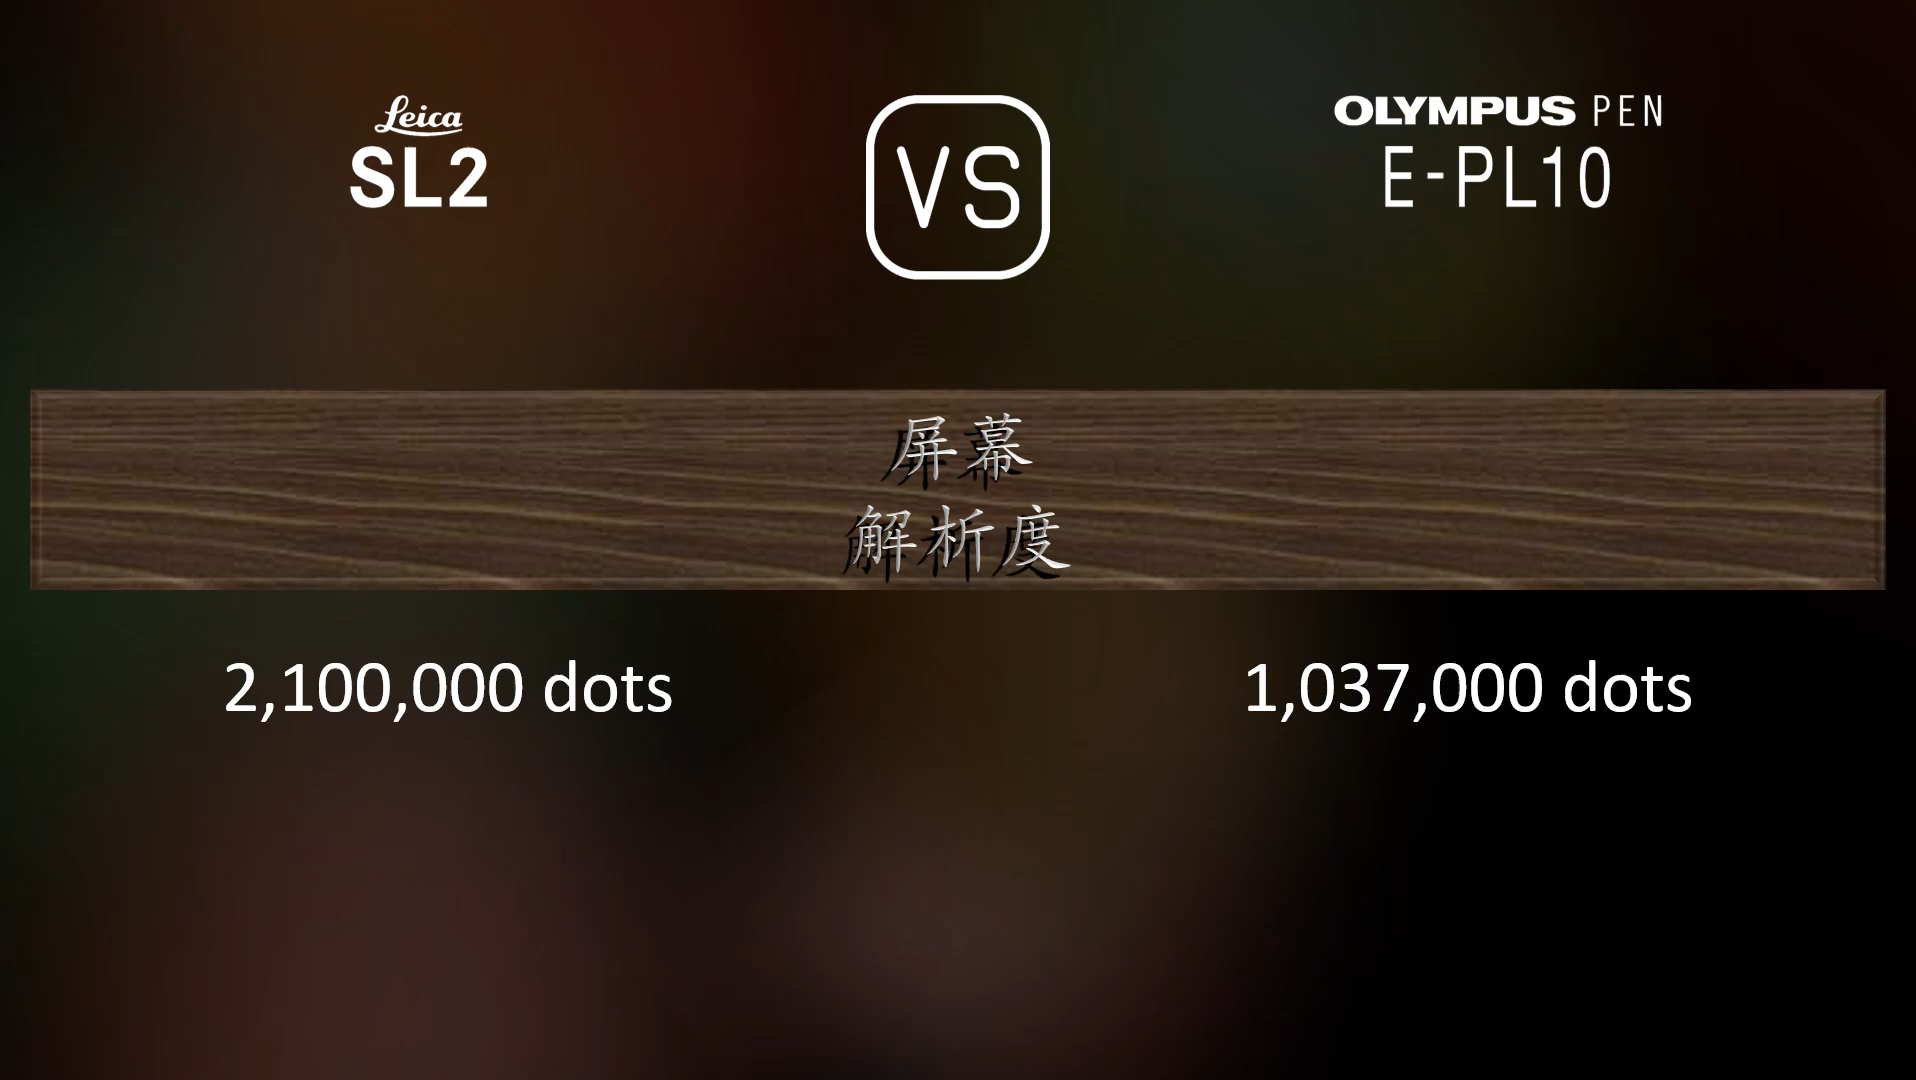 Leica
SL2
VS
OLYMPUS PEN
E-PL10
屏幕
解析度
2,100,000 dots
1,037,000 dots